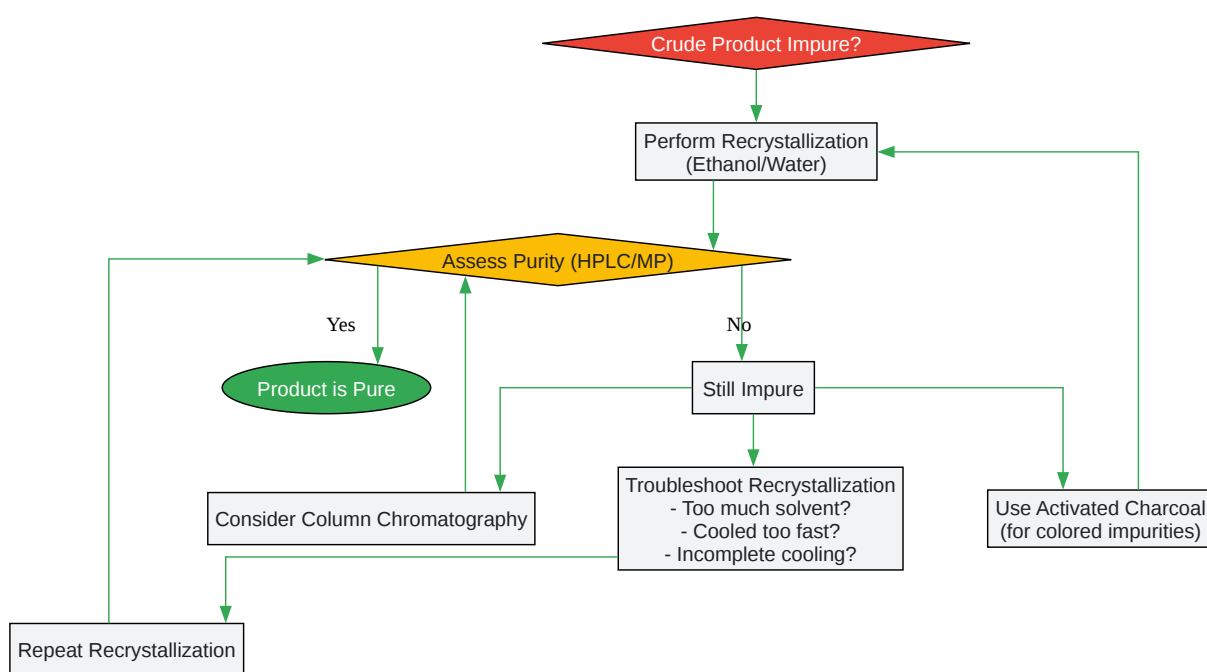 Crude Product Impure?
Perform Recrystallization
(Ethanol/Water)
Assess Purity (HPLC/MP)
Yes
No
Product is Pure
Still Impure
Consider Column Chromatography
Troubleshoot Recrystallization
- Too much solvent?
- Cooled too fast?
- Incomplete cooling?
Use Activated Charcoal
(for colored impurities)
Repeat Recrystallization